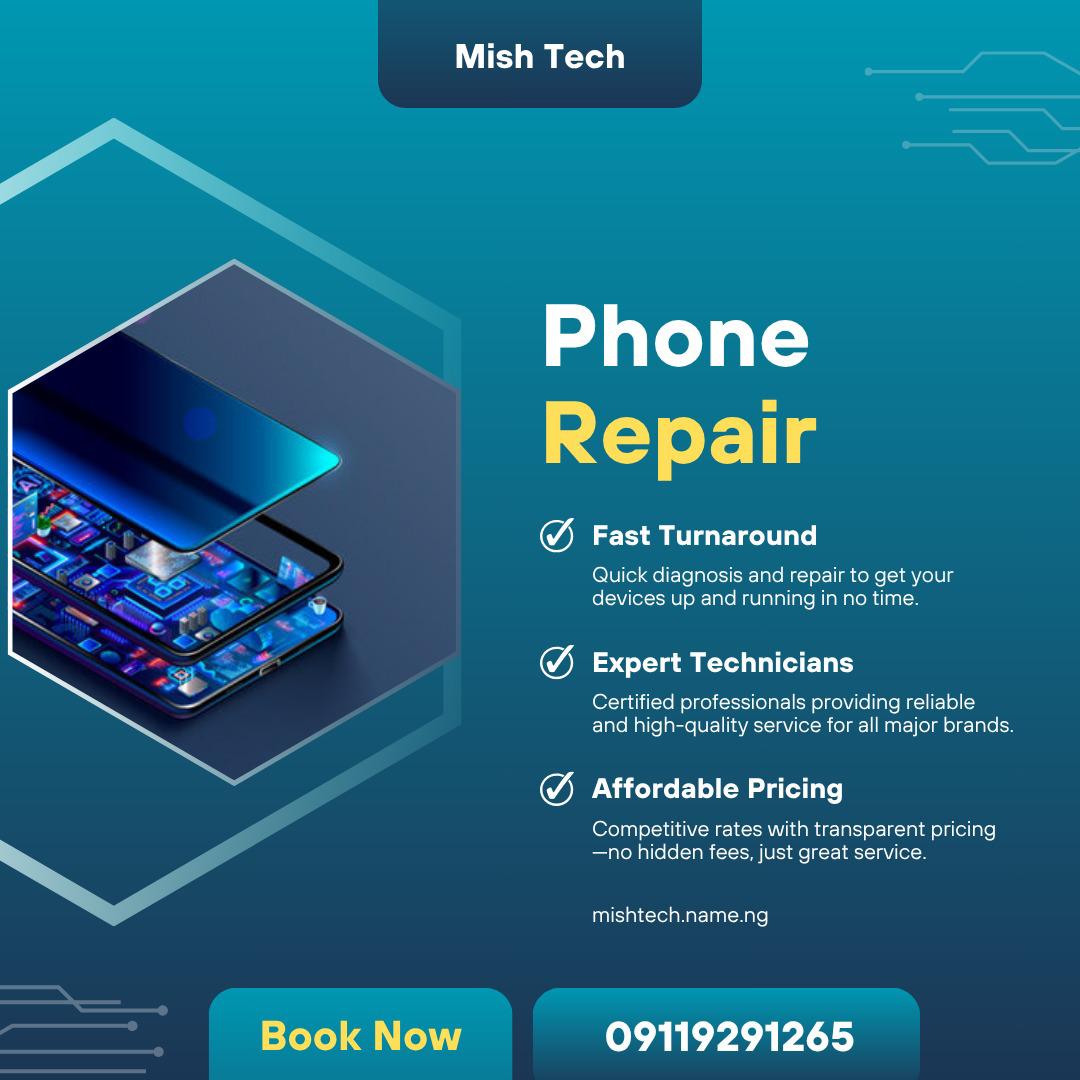 Mish Tech
Phone
Repair
Fast Turnaround
Quick diagnosis and repair to get your
devices up and running in no time.
Expert Technicians
Certified professionals providing reliable
and high-quality service for all major brands.
Affordable Pricing
Competitive rates with transparent pricing
—no hidden fees, just great service.
mishtech.name.ng
Book Now
09119291265